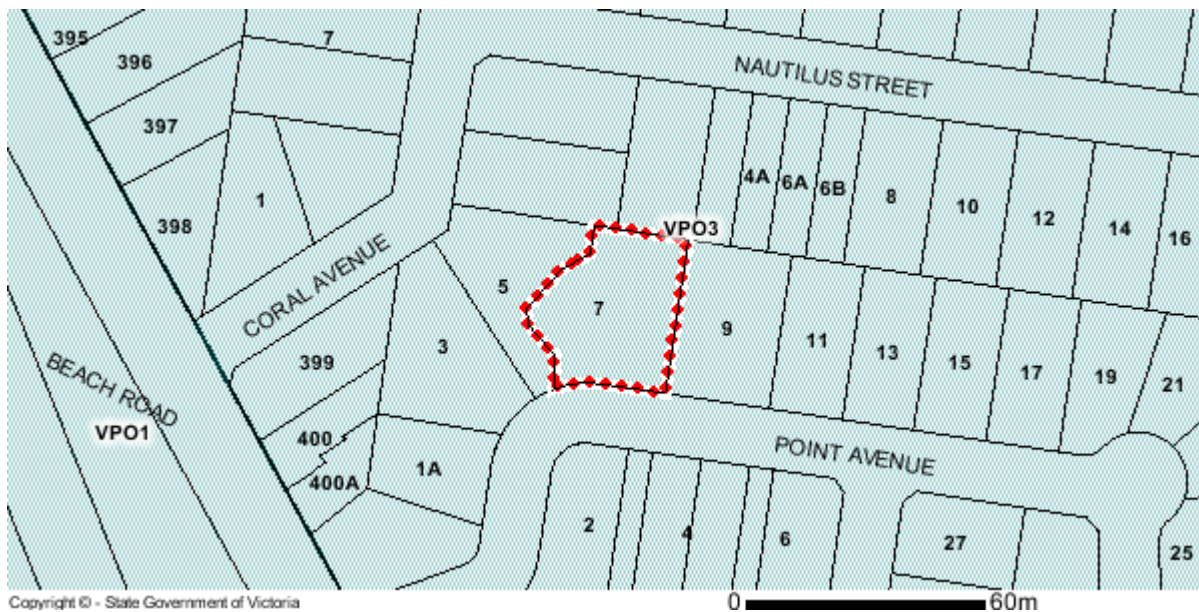 395
7
396
NAUTILUS STREET
397
4A
6A
6B
8
10
12
14
16
1
398
VPO3
CORAL AVENUE
5
7
9
11
13
15
17
19
21
3
399
BEACH ROAD
VPO1
400
1A
400A
POINT AVENUE
2
4
6
27
25
Copyright © - State Government of Victoria
0
60m